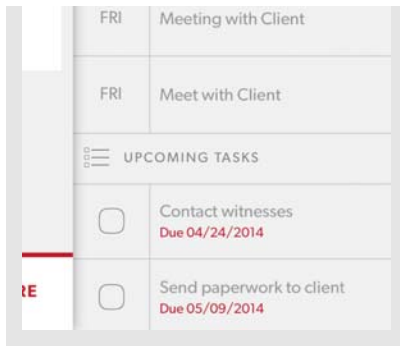 FRI Meeting with Client
FRI Meet with Client
UPCOMING TASKS
Contact witnesses
Due 04/24/2014
Send paperwork to client
Due 05/09/2014